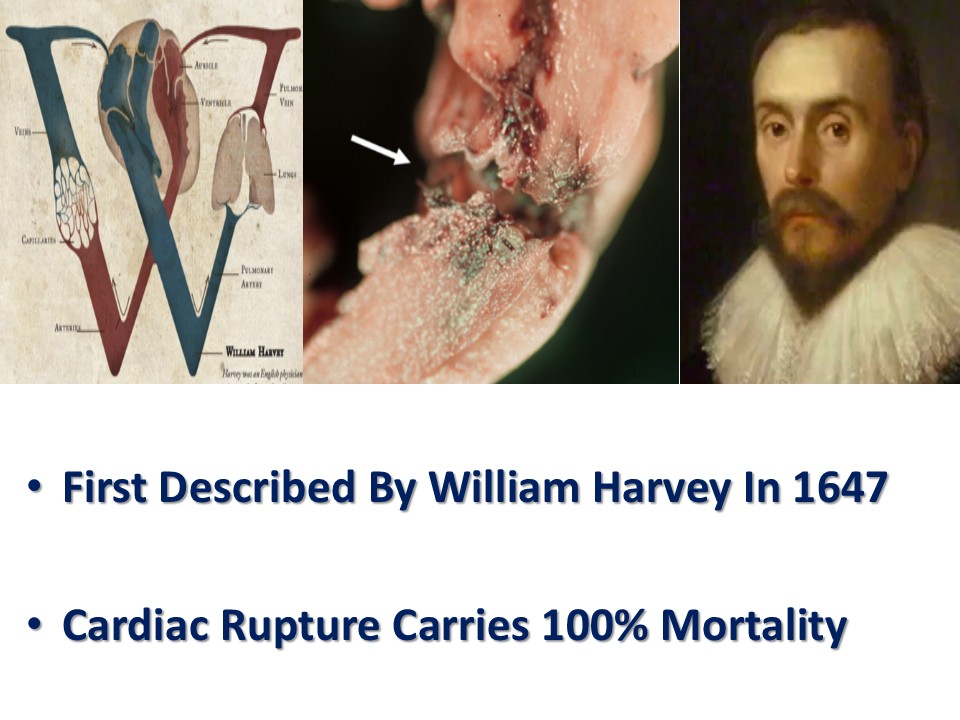 AURICLE
VENTRICLE
PULMON
VEIN
VEINS
LUNGS
CAPILLARIES
PULMONARY
ARTERY
ARTERIES
WILLIAM HARVEY
Harvey was an English physician
• First Described By William Harvey In 1647
• Cardiac Rupture Carries 100% Mortality